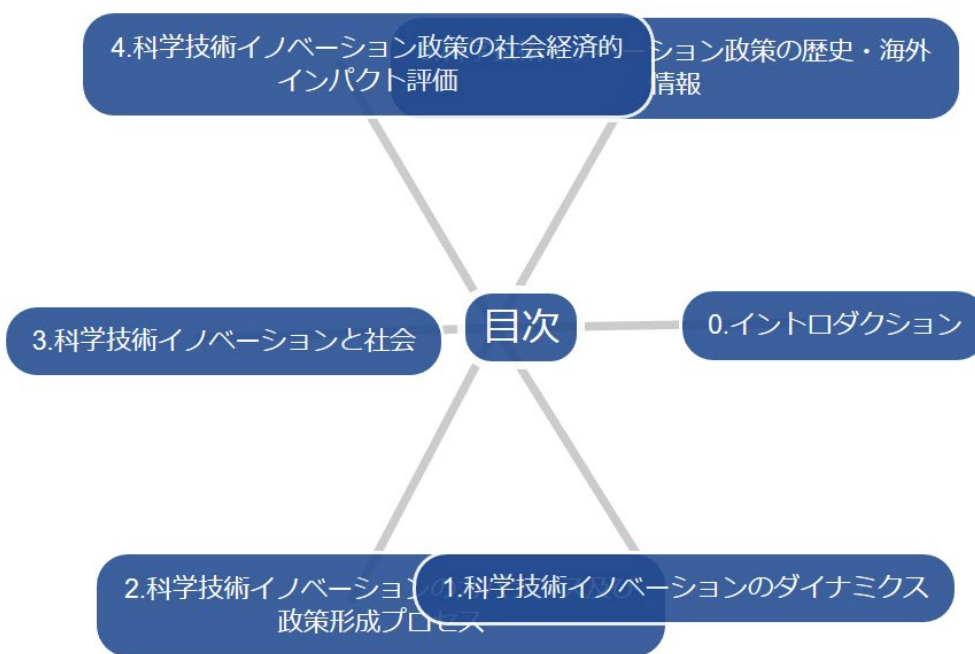 4.科学技術イノベーション政策の社会経済的
インパクト評価
ション政策の歴史・海外
情報
目次
0.イントロダクション
3.科学技術イノベーションと社会
2.科学技術イノベーション
政策形成プロセス
1.科学技術イノベーションのダイナミクス